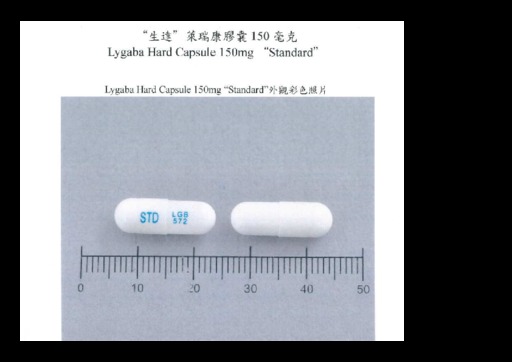 “生達” 萊瑞康膠囊 150 毫克
Lygaba Hard Capsule 150mg “Standard”
Lygaba Hard Capsule 150mg “Standard”外觀彩色照片
STD LGB
572
0 10 20 30 40 50